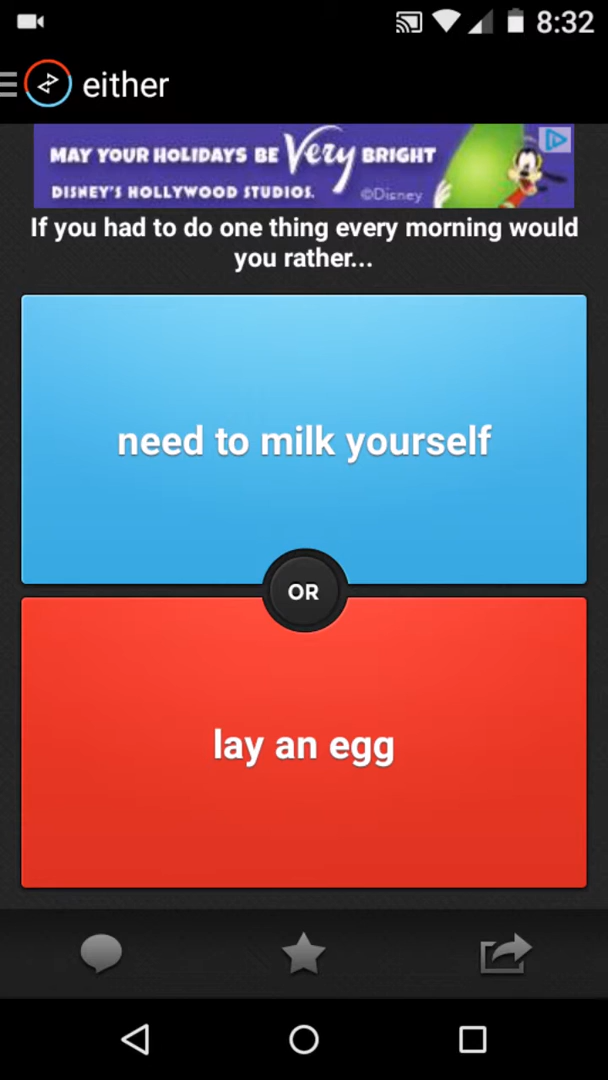 8:32
either
MAY YOUR HOLIDAYS BE Very BRIGHT
DISNEY'S HOLLYWOOD STUDIOS. ©Disney
If you had to do one thing every morning would
you rather...
need to milk yourself
OR
lay an egg